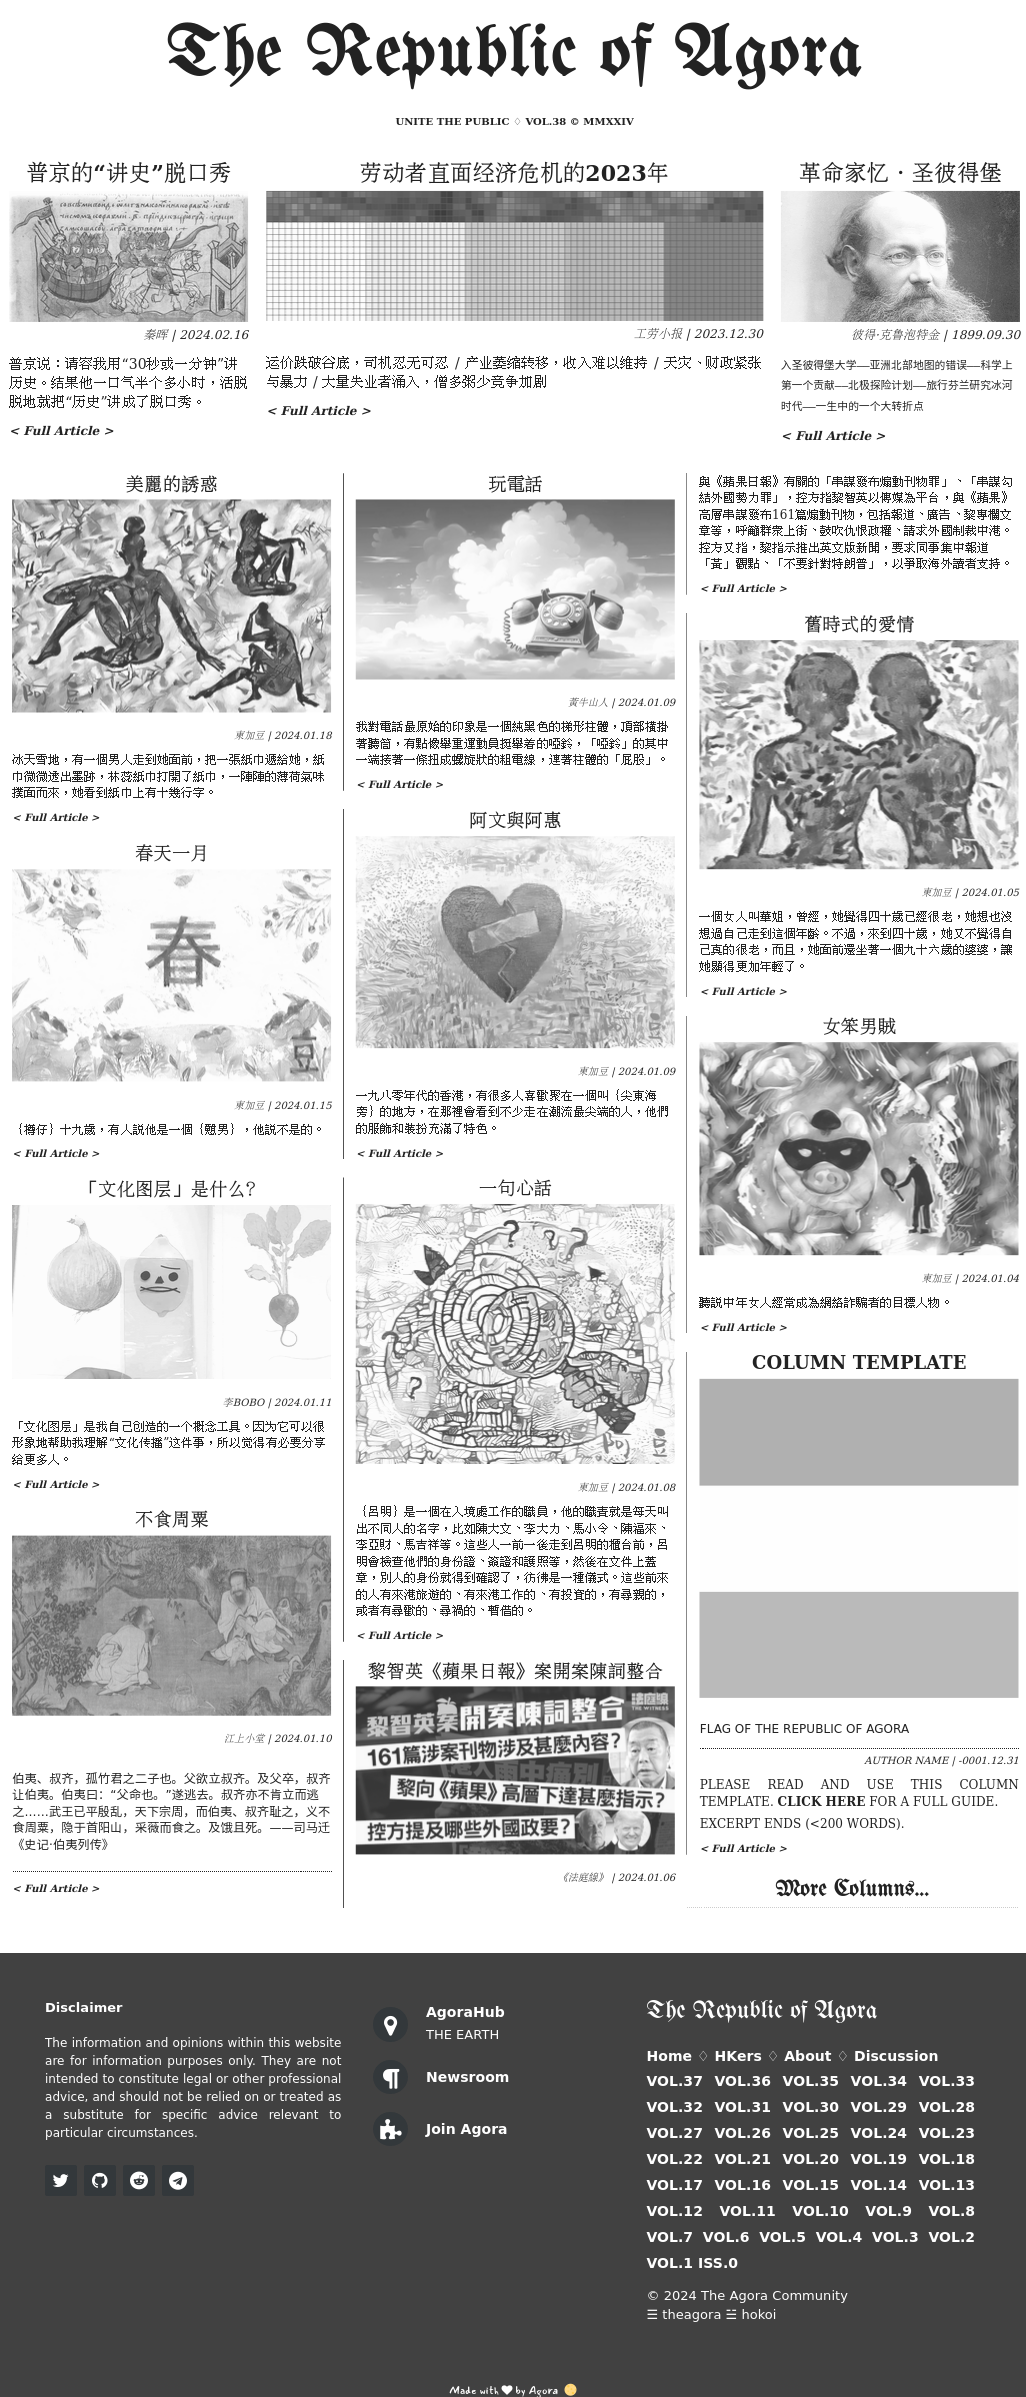 The Republic of Agora
UNITE THE PUBLIC ♢ VOL.38 © MMXXIV
普京的“讲史”脱口秀
秦晖 | 2024.02.16
普京说：请容我用“30秒或一分钟”讲
历史。结果他一口气半个多小时，活脱
脱地就把“历史”讲成了脱口秀。
< Full Article >
劳动者直面经济危机的2023年
工劳小报 | 2023.12.30
运价跌破谷底，司机忍无可忍 / 产业萎缩转移，收入难以维持 / 天灾、财政紧张
与暴力 / 大量失业者涌入，僧多粥少竞争加剧
< Full Article >
革命家忆·圣彼得堡
彼得·克鲁泡特金 | 1899.09.30
入圣彼得堡大学——亚洲北部地图的错误——科学上
第一个贡献——北极探险计划——旅行芬兰研究冰河
时代——一生中的一个大转折点
< Full Article >
美麗的誘惑
東加豆 | 2024.01.18
冰天雪地，有一個男人走到她面前，把一張紙巾遞給她，紙
巾微微透出墨跡，林蕊紙巾打開了紙巾，一陣陣的薄荷氣味
撲面而來，她看到紙巾上有十幾行字。
< Full Article >
春天一月
春
豆
東加豆 | 2024.01.15
｛樽仔｝十九歲，有人説他是一個｛戇男｝，他説不是的。
< Full Article >
「文化图层」是什么？
李BOBO | 2024.01.11
「文化图层」是我自己创造的一个概念工具。因为它可以很
形象地帮助我理解“文化传播”这件事，所以觉得有必要分享
给更多人。
< Full Article >
不食周粟
江上小堂 | 2024.01.10
伯夷、叔齐，孤竹君之二子也。父欲立叔齐。及父卒，叔齐
让伯夷。伯夷曰：“父命也。”遂逃去。叔齐亦不肯立而逃
之……武王已平殷乱，天下宗周，而伯夷、叔齐耻之，义不
食周粟，隐于首阳山，采薇而食之。及饿且死。——司马迁
《史记·伯夷列传》
< Full Article >
玩電話
黃牛山人 | 2024.01.09
我對電話最原始的印象是一個純黑色的梯形柱體，頂部橫掛
著聽筒，有點像舉重運動員挺舉着的啞鈴，「啞鈴」的其中
一端接著一條扭成螺旋狀的粗電線，連著柱體的「屁股」。
< Full Article >
阿文與阿惠
東加豆 | 2024.01.09
一九八零年代的香港，有很多人喜歡聚在一個叫｛尖東海
旁｝的地方，在那裡會看到不少走在潮流最尖端的人，他們
的服飾和裝扮充滿了特色。
< Full Article >
一句心話
東加豆 | 2024.01.08
｛呂明｝是一個在入境處工作的職員，他的職責就是每天叫
出不同人的名字，比如陳大文、李大力、馬小令、陳福來、
李亞財、馬吉祥等。這些人一前一後走到呂明的櫃台前，呂
明會檢查他們的身份證、簽證和護照等，然後在文件上蓋
章，別人的身份就得到確認了，彷彿是一種儀式。這些前來
的人有來港旅遊的、有來港工作的、有投資的，有尋親的，
或者有尋歡的、尋禍的、暫借的。
< Full Article >
黎智英《蘋果日報》案開案陳詞整合
黎智英案開案陳詞整合
法庭線
THE WITNESS
161篇涉案刊物涉及甚麼內容？
黎向《蘋果》高層下達甚麼指示？
控方提及哪些外國政要？
《法庭線》 | 2024.01.06
與《蘋果日報》有關的「串謀發布煽動刊物罪」、「串謀勾
結外國勢力罪」，控方指黎智英以傳媒為平台，與《蘋果》
高層串謀發布161篇煽動刊物，包括報道、廣告、黎專欄文
章等，呼籲群衆上街、鼓吹仇恨政權、請求外國制裁中港。
控方又指，黎指示推出英文版新聞，要求同事集中報道
「黃」觀點、「不要針對特朗普」，以爭取海外讀者支持。
< Full Article >
舊時式的愛情
東加豆 | 2024.01.05
一個女人叫華姐，曾經，她覺得四十歲已經很老，她想也沒
想過自己走到這個年齡。不過，來到四十歲，她又不覺得自
己真的很老，而且，她面前還坐著一個九十六歲的婆婆，讓
她顯得更加年輕了。
< Full Article >
女笨男賊
東加豆 | 2024.01.04
聽説中年女人經常成為網絡詐騙者的目標人物。
< Full Article >
COLUMN TEMPLATE
FLAG OF THE REPUBLIC OF AGORA
AUTHOR NAME | -0001.12.31
PLEASE READ AND USE THIS COLUMN
TEMPLATE. CLICK HERE FOR A FULL GUIDE.
EXCERPT ENDS (<200 WORDS).
< Full Article >
More Columns...
Disclaimer
The information and opinions within this website
are for information purposes only. They are not
intended to constitute legal or other professional
advice, and should not be relied on or treated as
a substitute for specific advice relevant to
particular circumstances.
AgoraHub
THE EARTH
Newsroom
Join Agora
The Republic of Agora
Home ♢ HKers ♢ About ♢ Discussion
VOL.37 VOL.36 VOL.35 VOL.34 VOL.33
VOL.32 VOL.31 VOL.30 VOL.29 VOL.28
VOL.27 VOL.26 VOL.25 VOL.24 VOL.23
VOL.22 VOL.21 VOL.20 VOL.19 VOL.18
VOL.17 VOL.16 VOL.15 VOL.14 VOL.13
VOL.12 VOL.11 VOL.10 VOL.9 VOL.8
VOL.7 VOL.6 VOL.5 VOL.4 VOL.3 VOL.2
VOL.1 ISS.0
© 2024 The Agora Community
☰ theagora ☱ hokoi
Made with ♥ by Agora